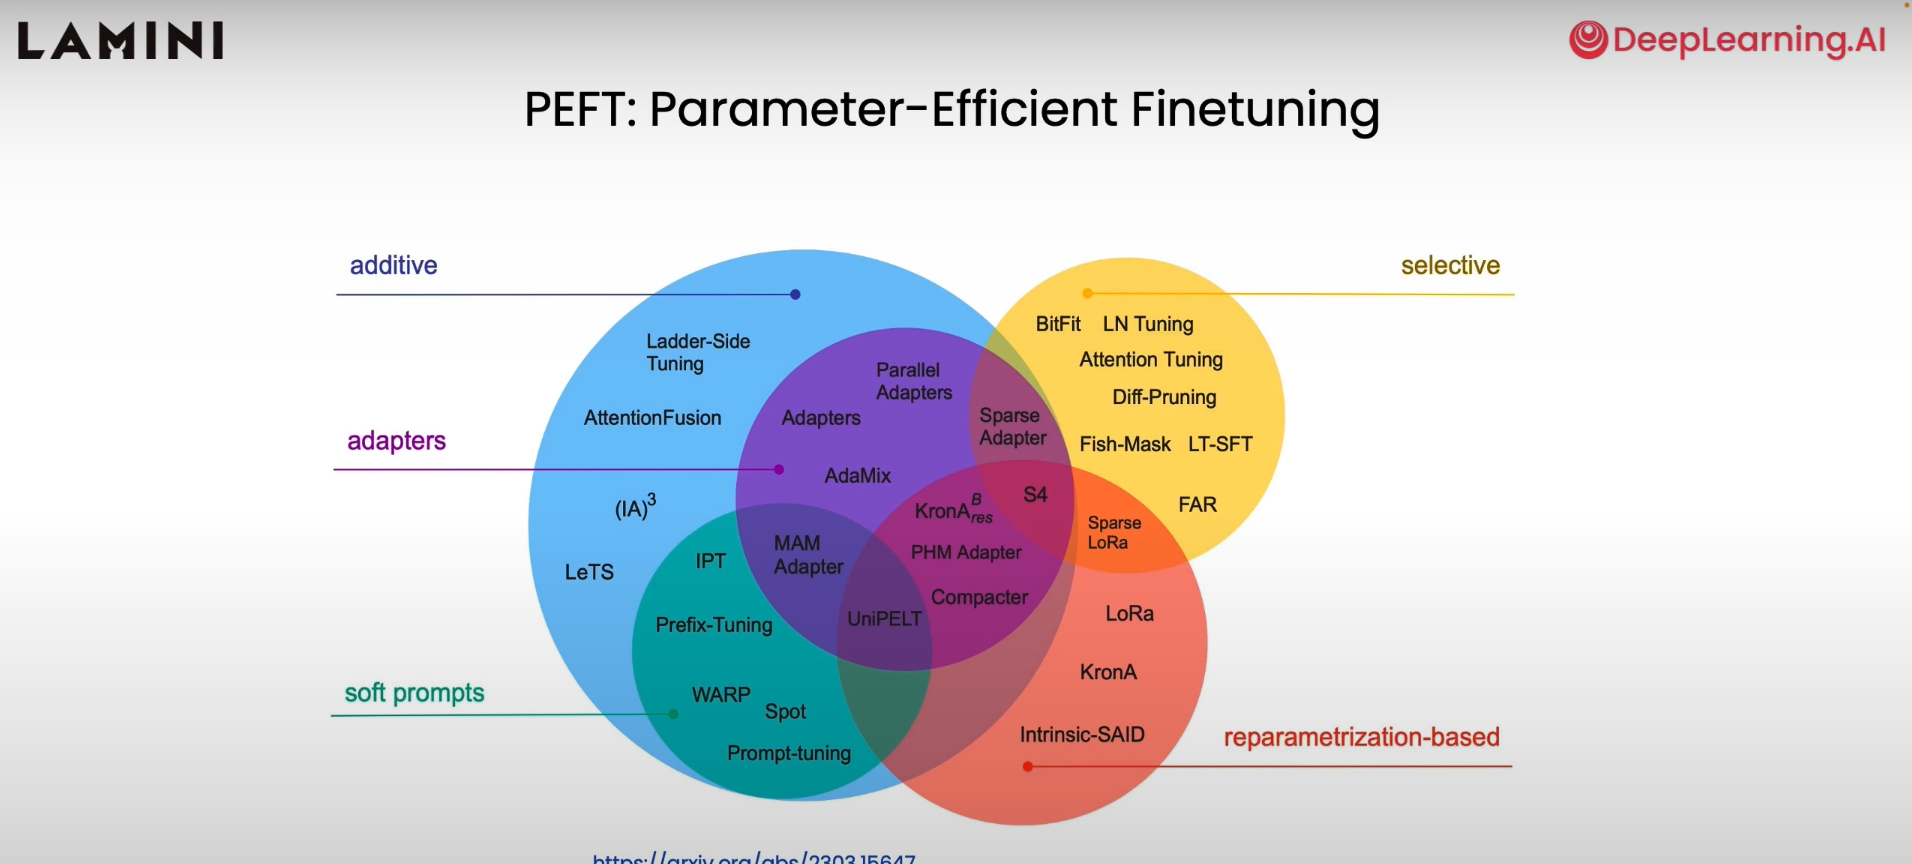 LAMINI
DeepLearning.AI
PEFT: Parameter-Efficient Finetuning
additive
selective
adapters
soft prompts
reparametrization-based
Ladder-Side
Tuning
AttentionFusion
(IA)³
LeTS
Parallel
Adapters
Adapters
AdaMix
Sparse
Adapter
BitFit LN Tuning
Attention Tuning
Diff-Pruning
Fish-Mask LT-SFT
FAR
S4
KronA^B_res
PHM Adapter
Compacter
UniPELT
MAM
Adapter
IPT
Prefix-Tuning
WARP
Spot
Prompt-tuning
Sparse
LoRa
LoRa
KronA
Intrinsic-SAID
https://arxiv.org/abs/2303.15647